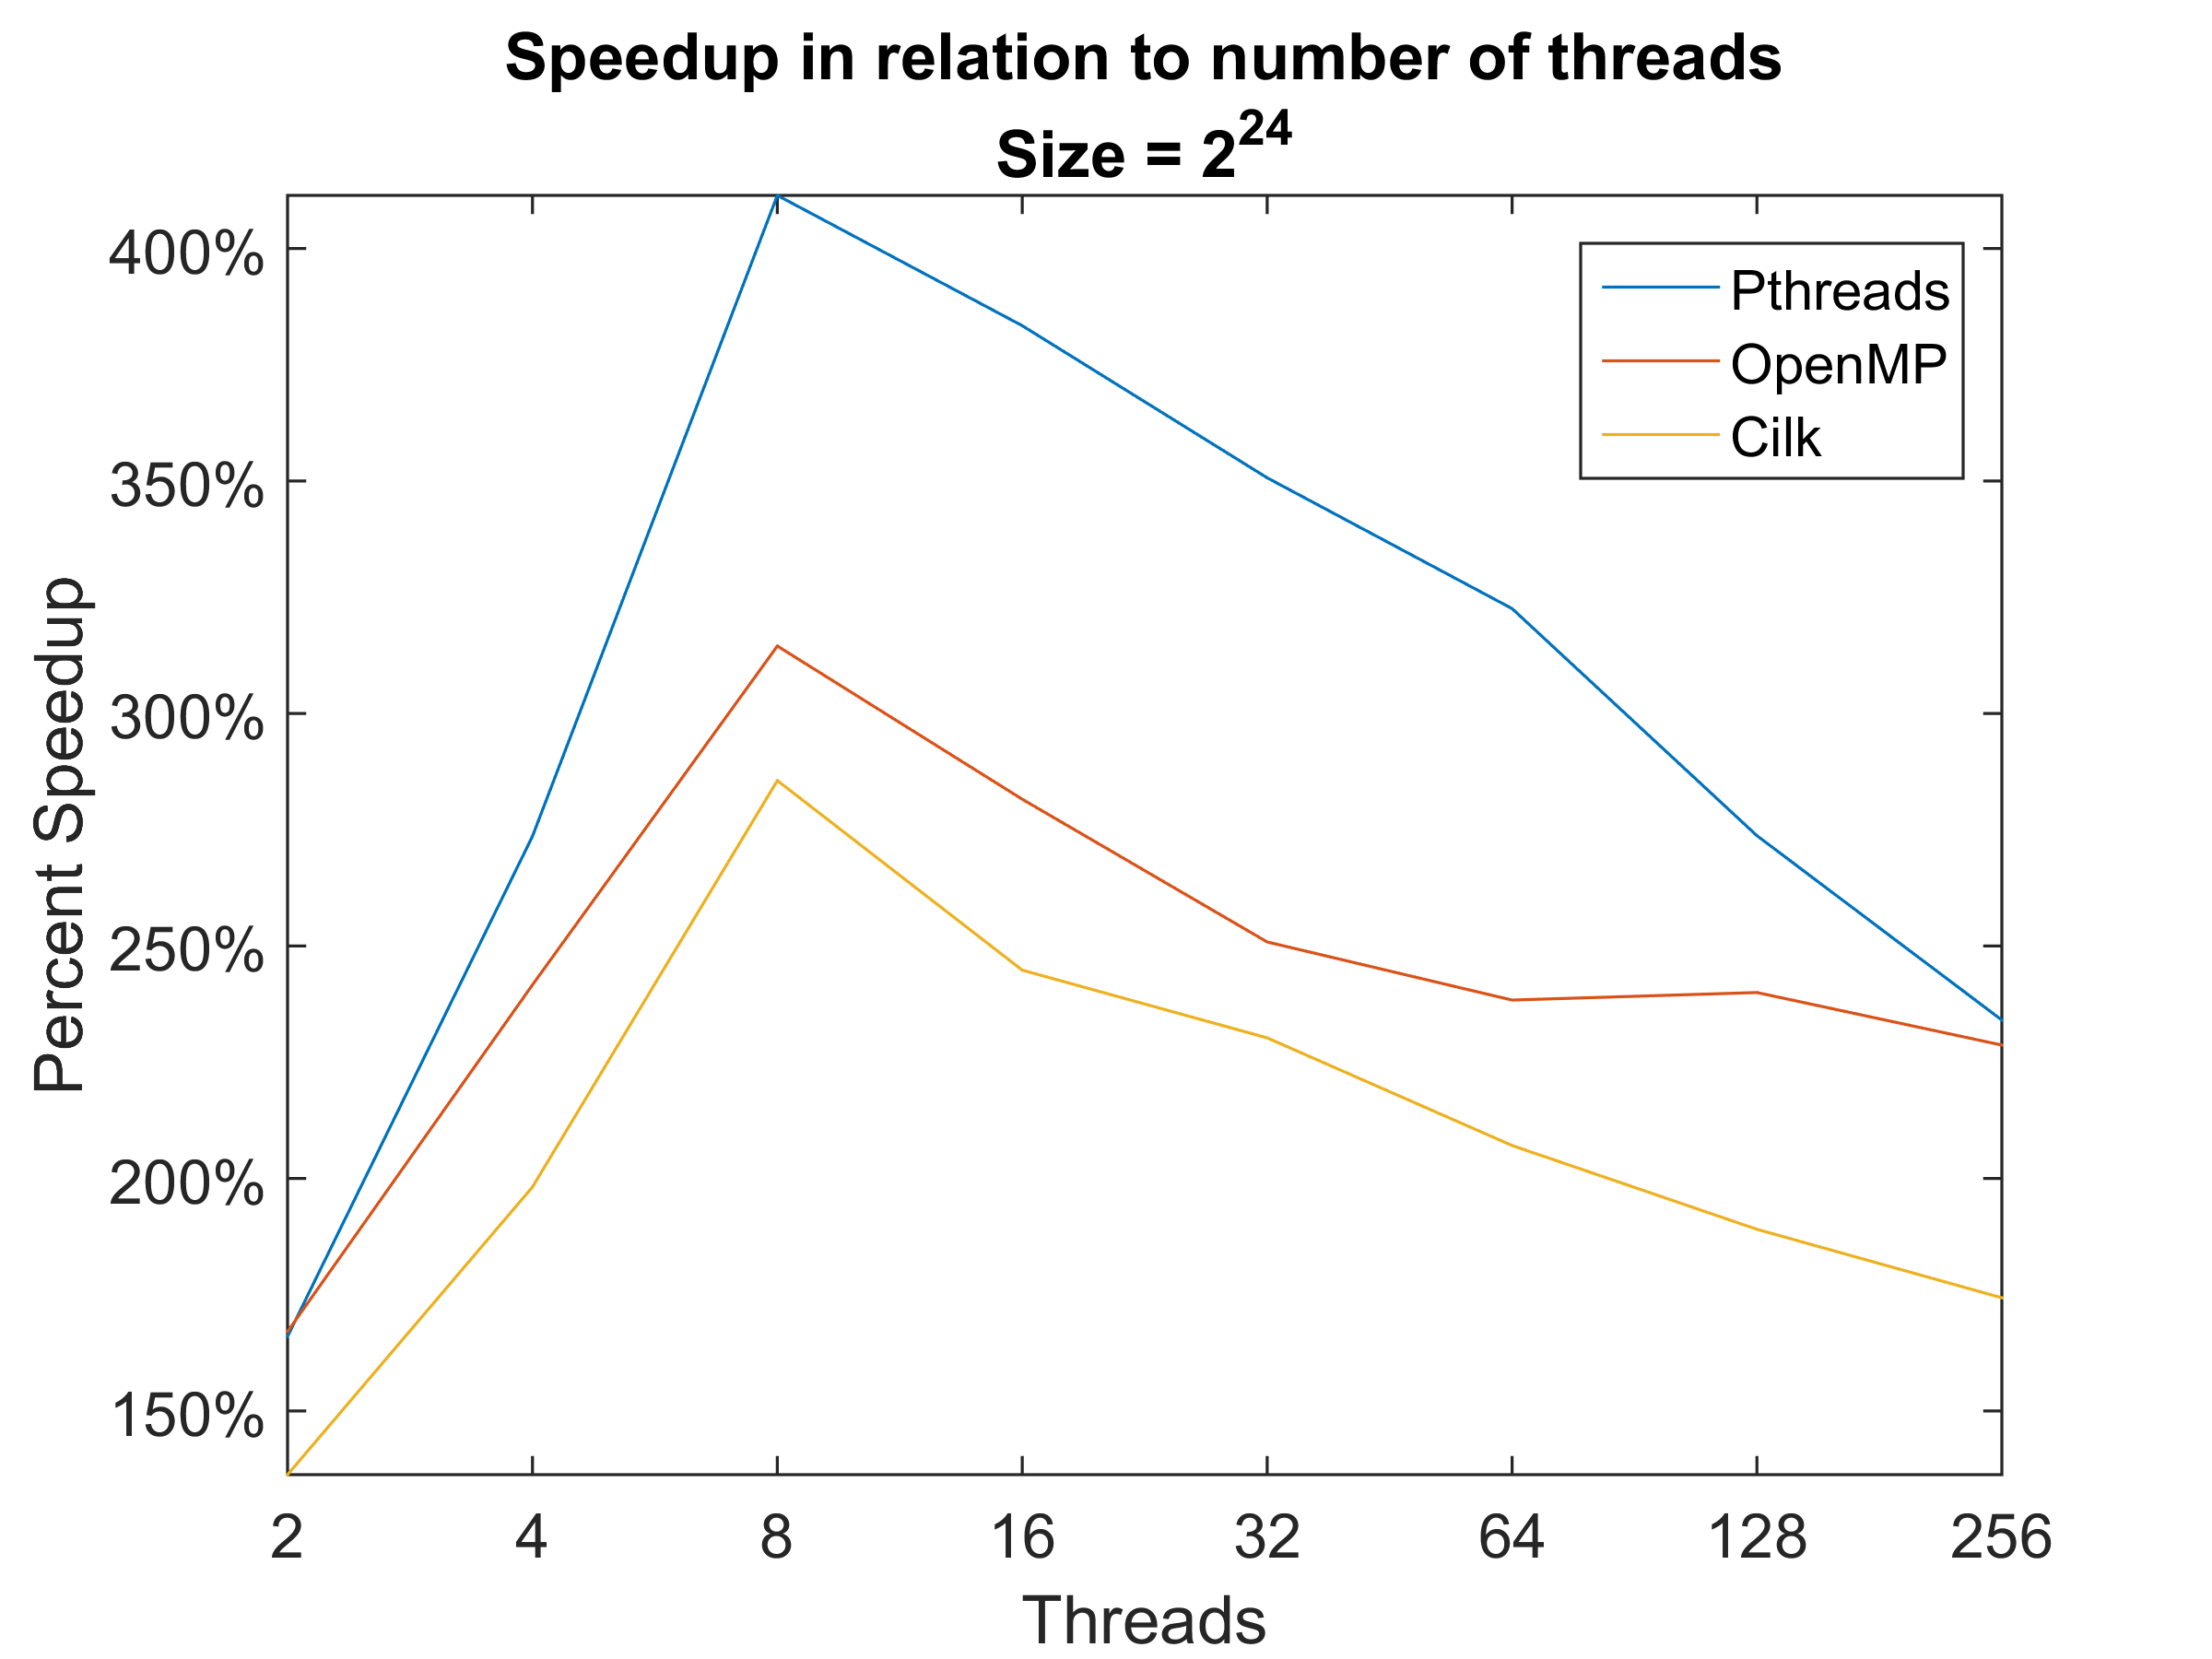 Speedup in relation to number of threads
Size = 2^24
400%
350%
300%
250%
200%
150%
Percent Speedup
Pthreads
OpenMP
Cilk
2 4 8 16 32 64 128 256
Threads